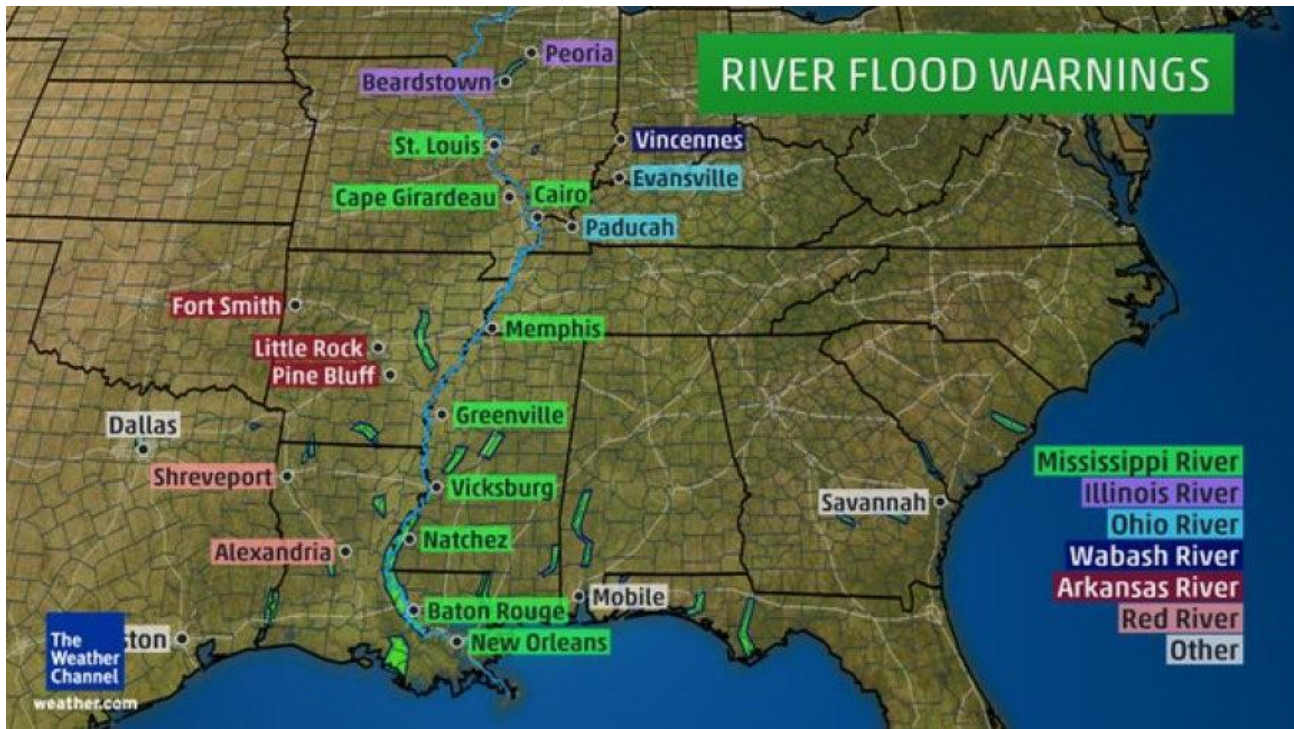 Peoria
RIVER FLOOD WARNINGS
Beardstown
St. Louis
Vincennes
Evansville
Cape Girardeau
Cairo
Paducah
Fort Smith
Memphis
Little Rock
Pine Bluff
Greenville
Dallas
Shreveport
Vicksburg
Savannah
Natchez
Alexandria
Mobile
Baton Rouge
New Orleans
Mississippi River
Illinois River
Ohio River
Wabash River
Arkansas River
Red River
Other
ston
The
Weather
Channel
weather.com